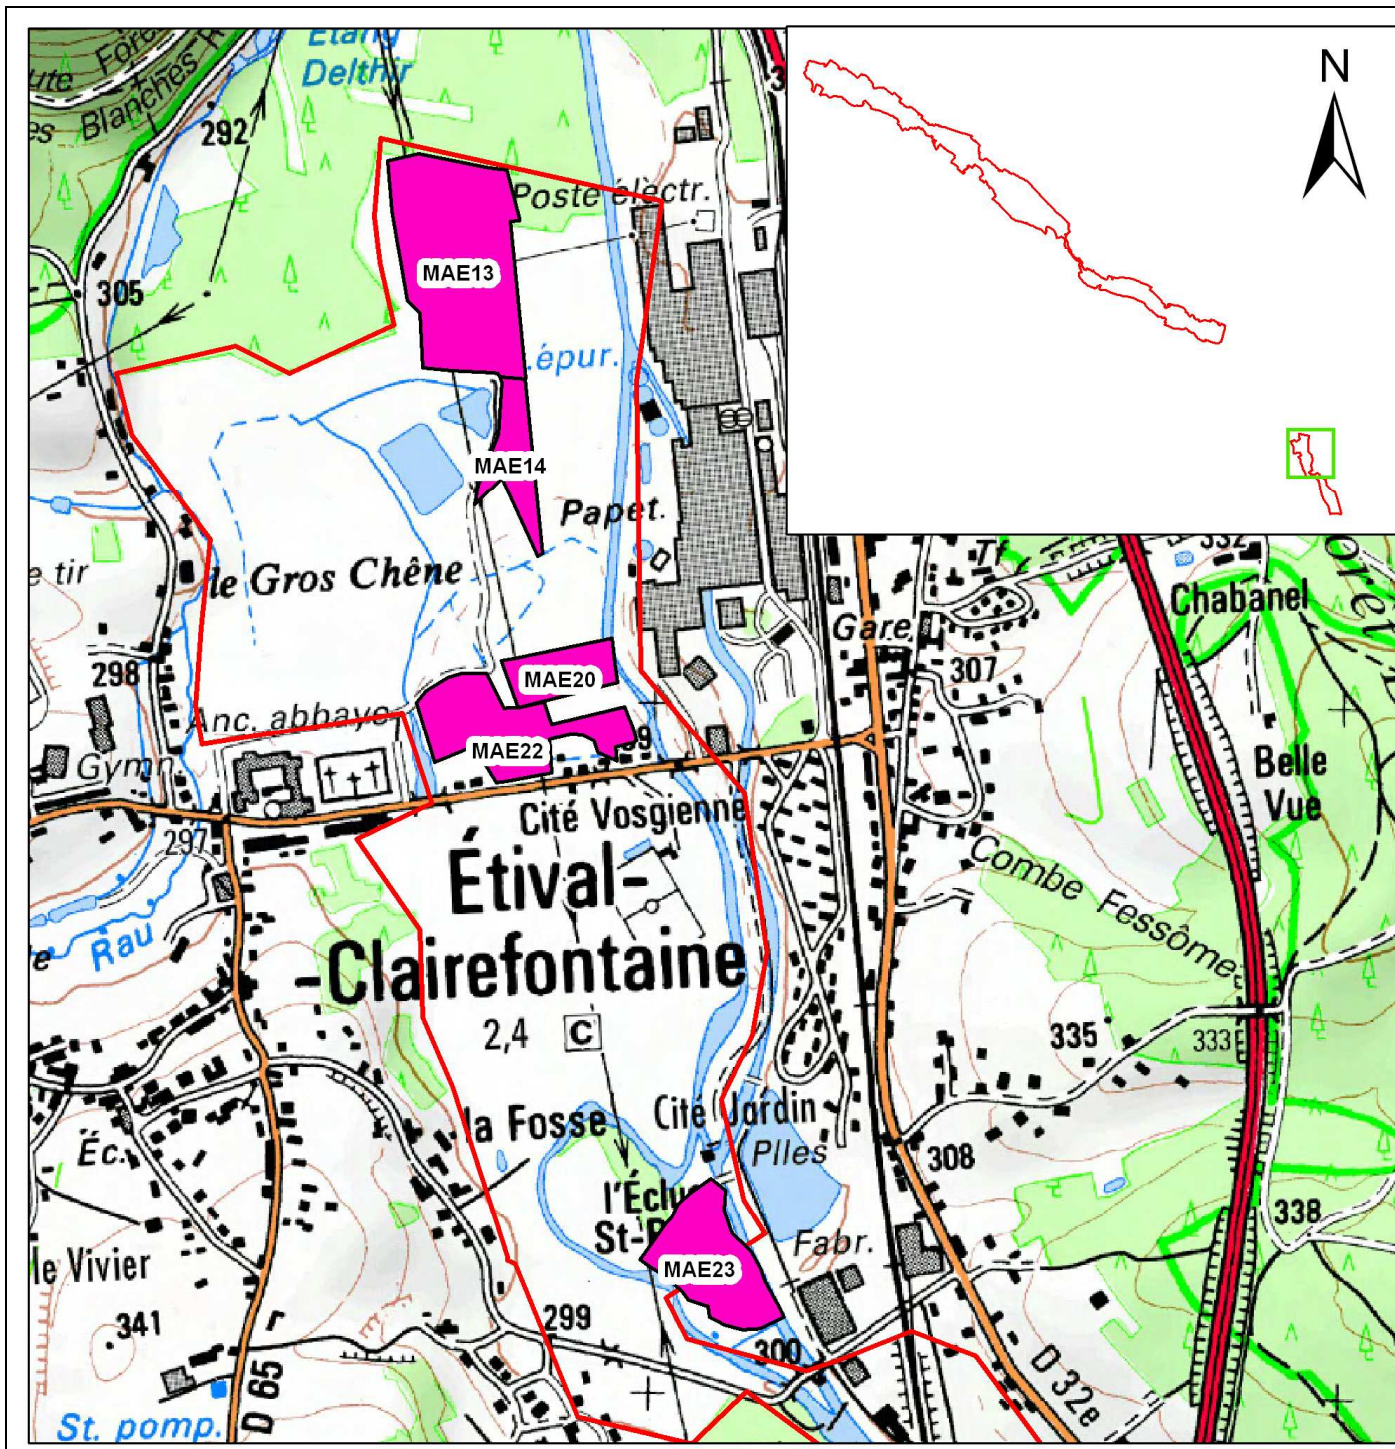 Étang
Delthir
N
Blanches
292
Poste électr.
MAE13
305
.épur.
MAE14
Papet.
le Gros Chêne
e tir
Tf
332
Chabanel
Gare
307
298
MAE20
Anc. abbaye
MAE22
Gymn.
Belle
Vue
297
Cité Vosgienne
Combe Fessôme
Étival-
-Clairefontaine
Rau
2,4
C
335
333
la Fosse
Cité Jardin
Éc.
Plles
308
338
St-
Fabr.
MAE23
le Vivier
341
299
300
D 65
D 32e
St. pomp.